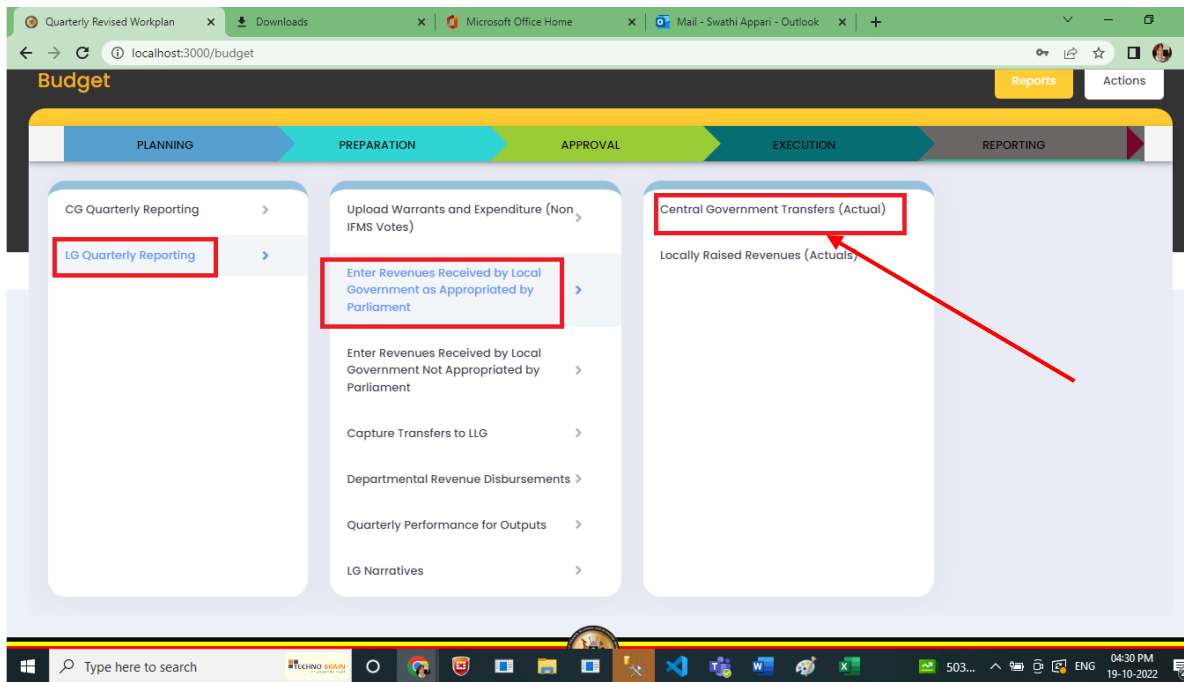 Quarterly Revised Workplan
Downloads
Microsoft Office Home
Mail - Swathi Appari - Outlook
localhost:3000/budget
Budget
Reports
Actions
PLANNING
PREPARATION
APPROVAL
EXECUTION
REPORTING
CG Quarterly Reporting
LG Quarterly Reporting
Upload Warrants and Expenditure (Non
IFMS Votes)
Enter Revenues Received by Local
Government as Appropriated by
Parliament
Enter Revenues Received by Local
Government Not Appropriated by
Parliament
Capture Transfers to LLG
Departmental Revenue Disbursements
Quarterly Performance for Outputs
LG Narratives
Central Government Transfers (Actual)
Locally Raised Revenues (Actuals)
Type here to search
TECHNO BRAIN
503...
ENG
04:30 PM
19-10-2022